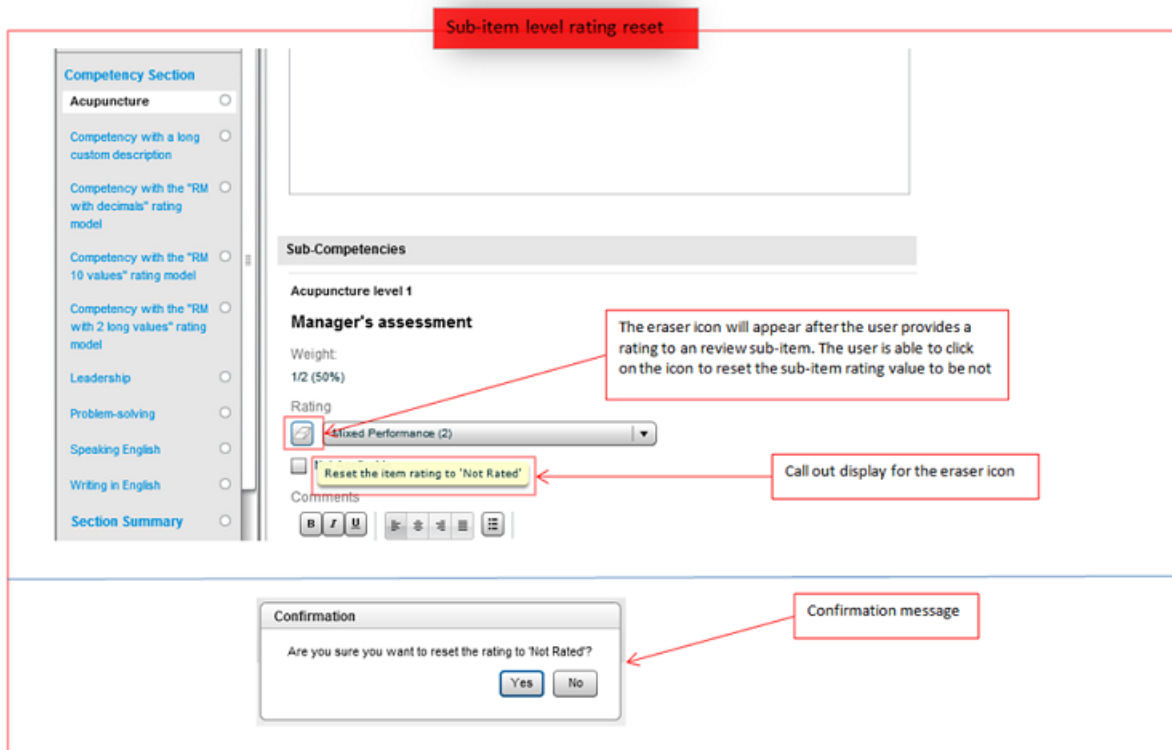 Sub-item level rating reset
Competency Section
Acupuncture
Competency with a long
custom description
Competency with the "RM
with decimals" rating
model
Competency with the "RM
10 values" rating model
Competency with the "RM
with 2 long values" rating
model
Leadership
Problem-solving
Speaking English
Writing in English
Section Summary
Sub-Competencies
Acupuncture level 1
Manager's assessment
Weight:
1/2 (50%)
Rating
Mixed Performance (2)
Reset the item rating to 'Not Rated'
Comments
B I U
The eraser icon will appear after the user provides a
rating to an review sub-item. The user is able to click
on the icon to reset the sub-item rating value to be not
Call out display for the eraser icon
Confirmation
Are you sure you want to reset the rating to 'Not Rated'?
Yes No
Confirmation message